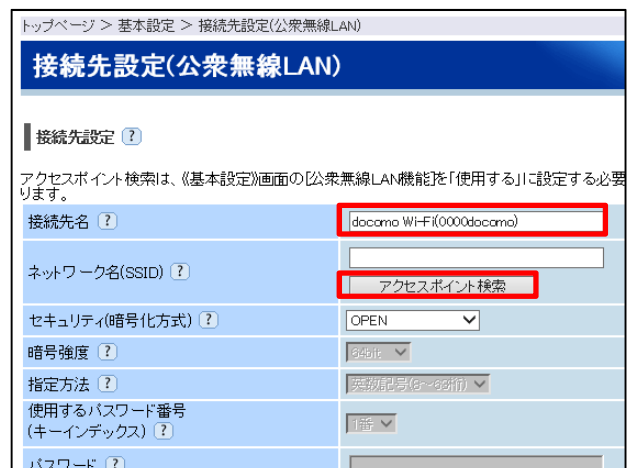 トップページ > 基本設定 > 接続先設定(公衆無線LAN)
接続先設定(公衆無線LAN)
接続先設定 ?
アクセスポイント検索は、《基本設定》画面の[公衆無線LAN機能]を「使用する」に設定する必要
ります。
接続先名 ? docomo Wi-Fi(0000docomo)
ネットワーク名(SSID) ?
アクセスポイント検索
セキュリティ(暗号化方式) ? OPEN
暗号強度 ? 64bit
指定方法 ? 英数記号(8~63桁)
使用するパスワード番号
(キーインデックス) ? 1番
パスワード ?